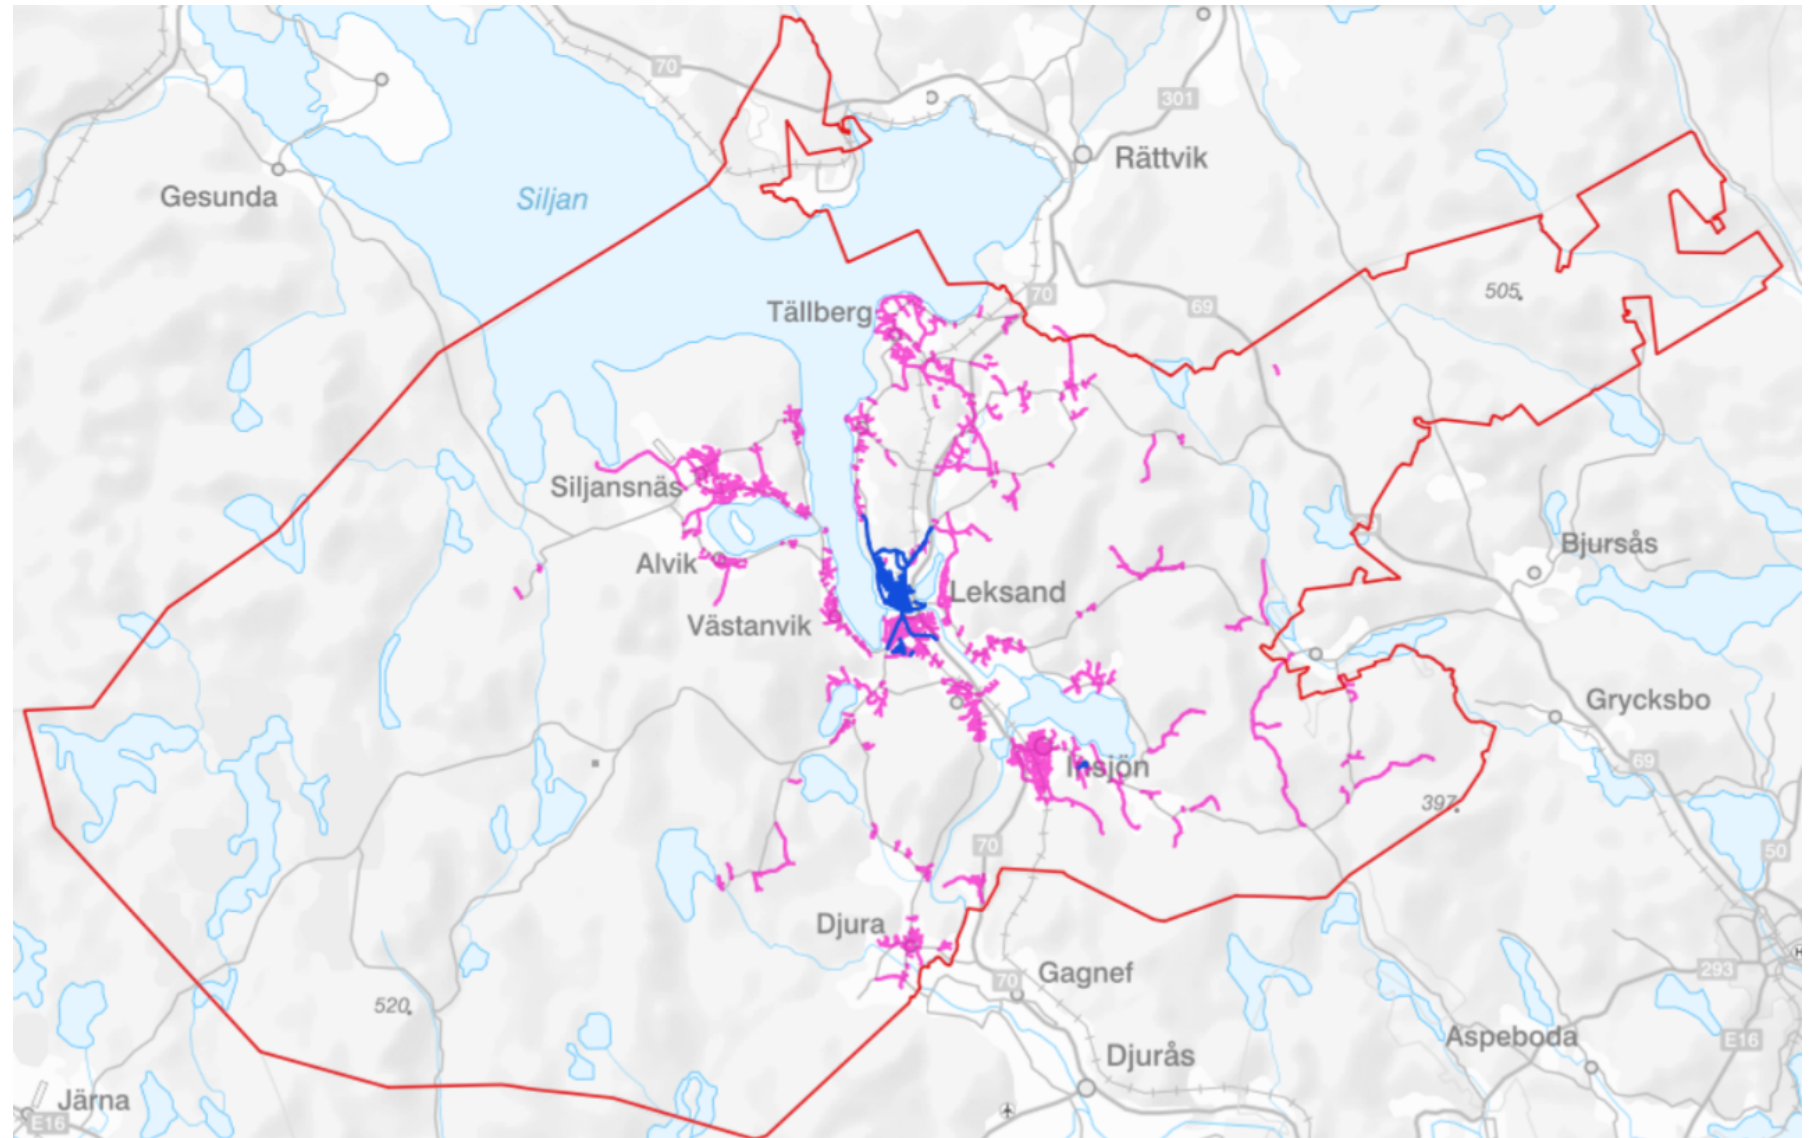 70
301
Rättvik
Gesunda
Siljan
505
70
69
Tällberg
Siljansnäs
Bjursås
Alvik
Leksand
Västanvik
Grycksbo
69
Insjön
397
50
70
Djura
293
Gagnef
70
520
Aspeboda
E16
Djurås
Järna
E16
H